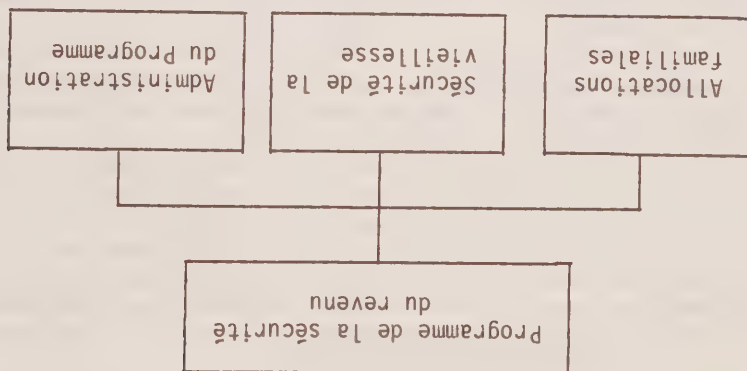 Programme de la sécurité
du revenu
Allocations
familiales
Sécurité de la
vieillesse
Administration
du Programme